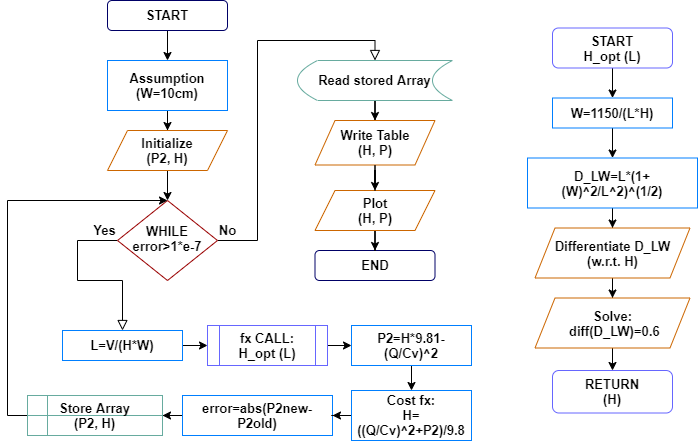 START
Assumption
(W=10cm)
Initialize
(P2, H)
WHILE
error>1*e-7
Yes
No
L=V/(H*W)
fx CALL:
H_opt (L)
P2=H*9.81-
(Q/Cv)^2
Cost fx:
H=
((Q/Cv)^2+P2)/9.8
error=abs(P2new-
P2old)
Store Array
(P2, H)
Read stored Array
Write Table
(H, P)
Plot
(H, P)
END
START
H_opt (L)
W=1150/(L*H)
D_LW=L*(1+
(W)^2/L^2)^(1/2)
Differentiate D_LW
(w.r.t. H)
Solve:
diff(D_LW)=0.6
RETURN
(H)